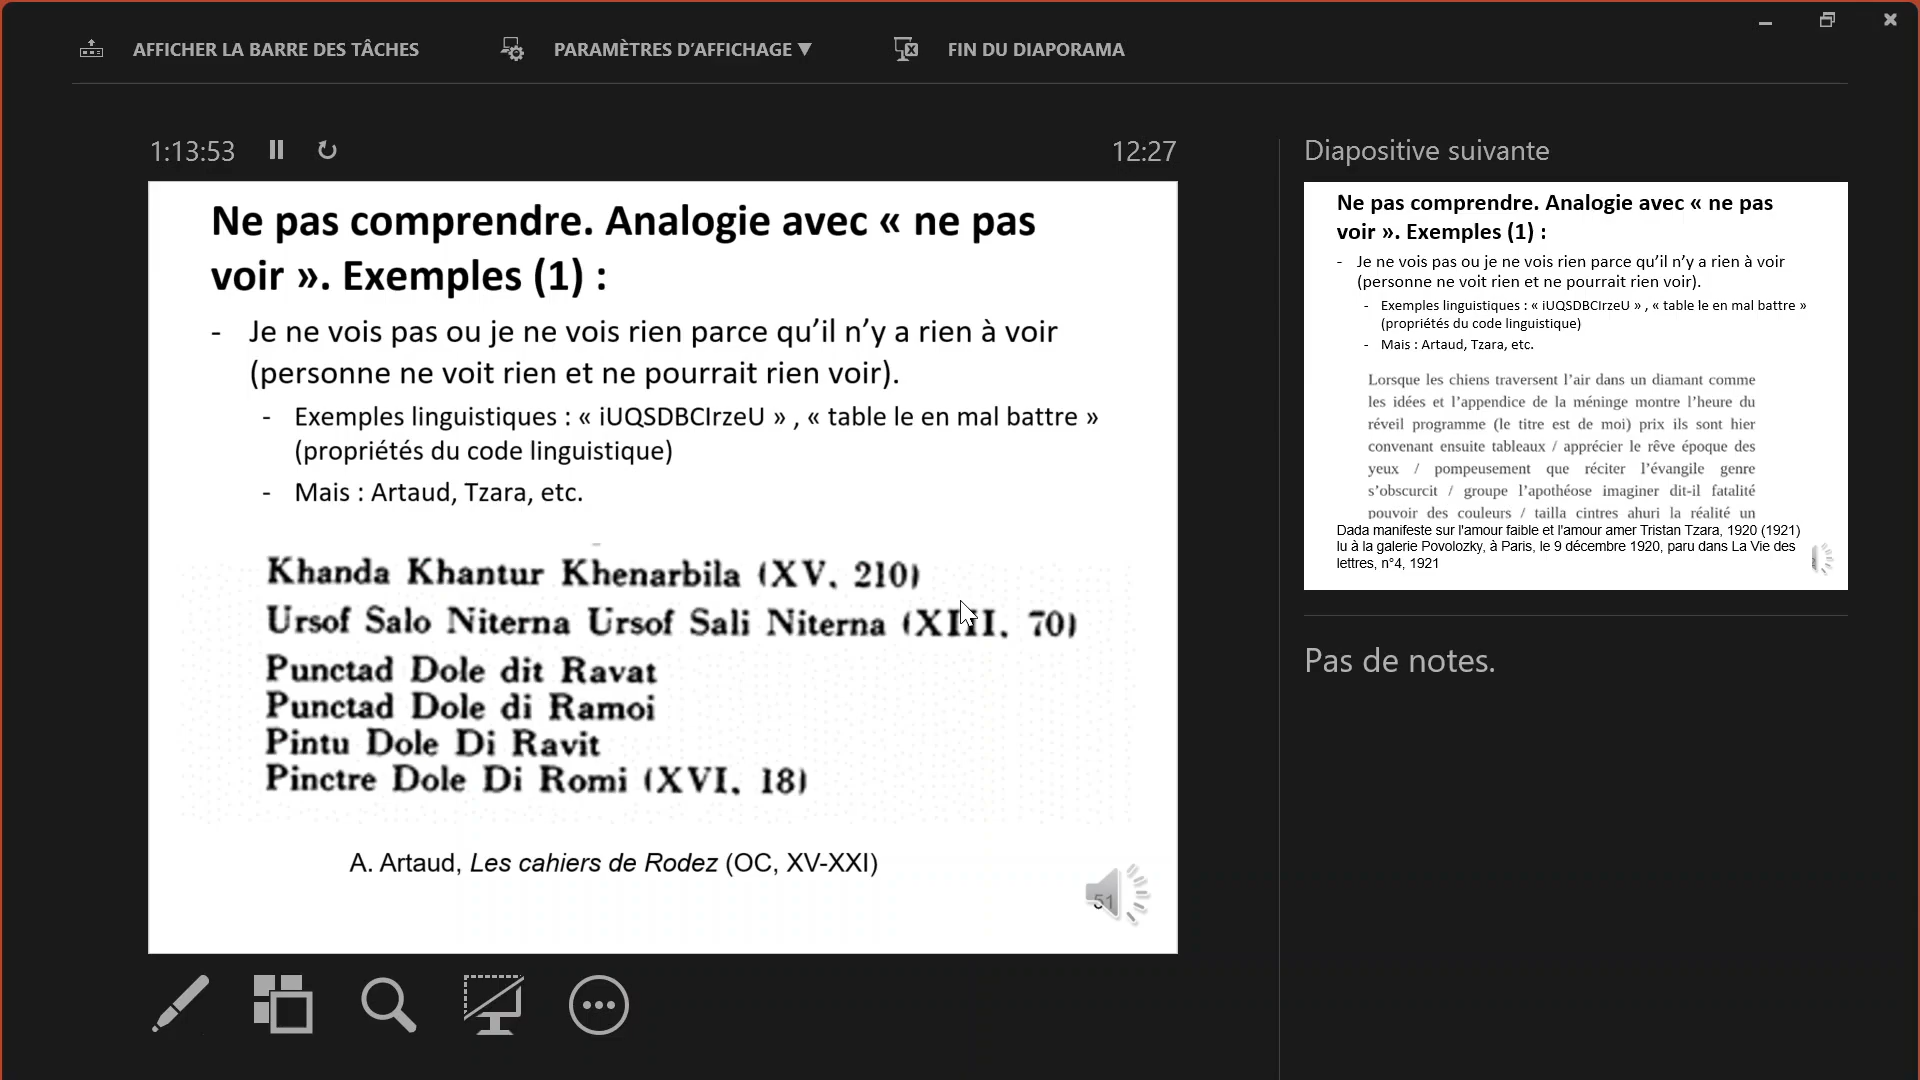 AFFICHER LA BARRE DES TÂCHES
PARAMÈTRES D'AFFICHAGE ▼
FIN DU DIAPORAMA
1:13:53
12:27
Ne pas comprendre. Analogie avec « ne pas
voir ». Exemples (1) :
- Je ne vois pas ou je ne vois rien parce qu'il n'y a rien à voir
(personne ne voit rien et ne pourrait rien voir).
- Exemples linguistiques : « iUQSDBCIrzeU » , « table le en mal battre »
(propriétés du code linguistique)
- Mais : Artaud, Tzara, etc.
Khanda Khantur Khenarbila (XV, 210)
Ursof Salo Niterna Ursof Sali Niterna (XIII, 70)
Punctad Dole dit Ravat
Punctad Dole di Ramoi
Pintu Dole Di Ravit
Pinctre Dole Di Romi (XVI, 18)
A. Artaud, Les cahiers de Rodez (OC, XV-XXI)
51
Diapositive suivante
Ne pas comprendre. Analogie avec « ne pas
voir ». Exemples (1) :
- Je ne vois pas ou je ne vois rien parce qu'il n'y a rien à voir
(personne ne voit rien et ne pourrait rien voir).
- Exemples linguistiques : « iUQSDBCIrzeU » , « table le en mal battre »
(propriétés du code linguistique)
- Mais : Artaud, Tzara, etc.
Lorsque les chiens traversent l'air dans un diamant comme
les idées et l'appendice de la méninge montre l'heure du
réveil programme (le titre est de moi) prix ils sont hier
convenant ensuite tableaux / apprécier le rêve époque des
yeux / pompeusement que réciter l'évangile genre
s'obscurcit / groupe l'apothéose imaginer dit-il fatalité
pouvoir des couleurs / tailla cintres ahuri la réalité un
Dada manifeste sur l'amour faible et l'amour amer Tristan Tzara, 1920 (1921)
lu à la galerie Povolozky, à Paris, le 9 décembre 1920, paru dans La Vie des
lettres, n°4, 1921
Pas de notes.